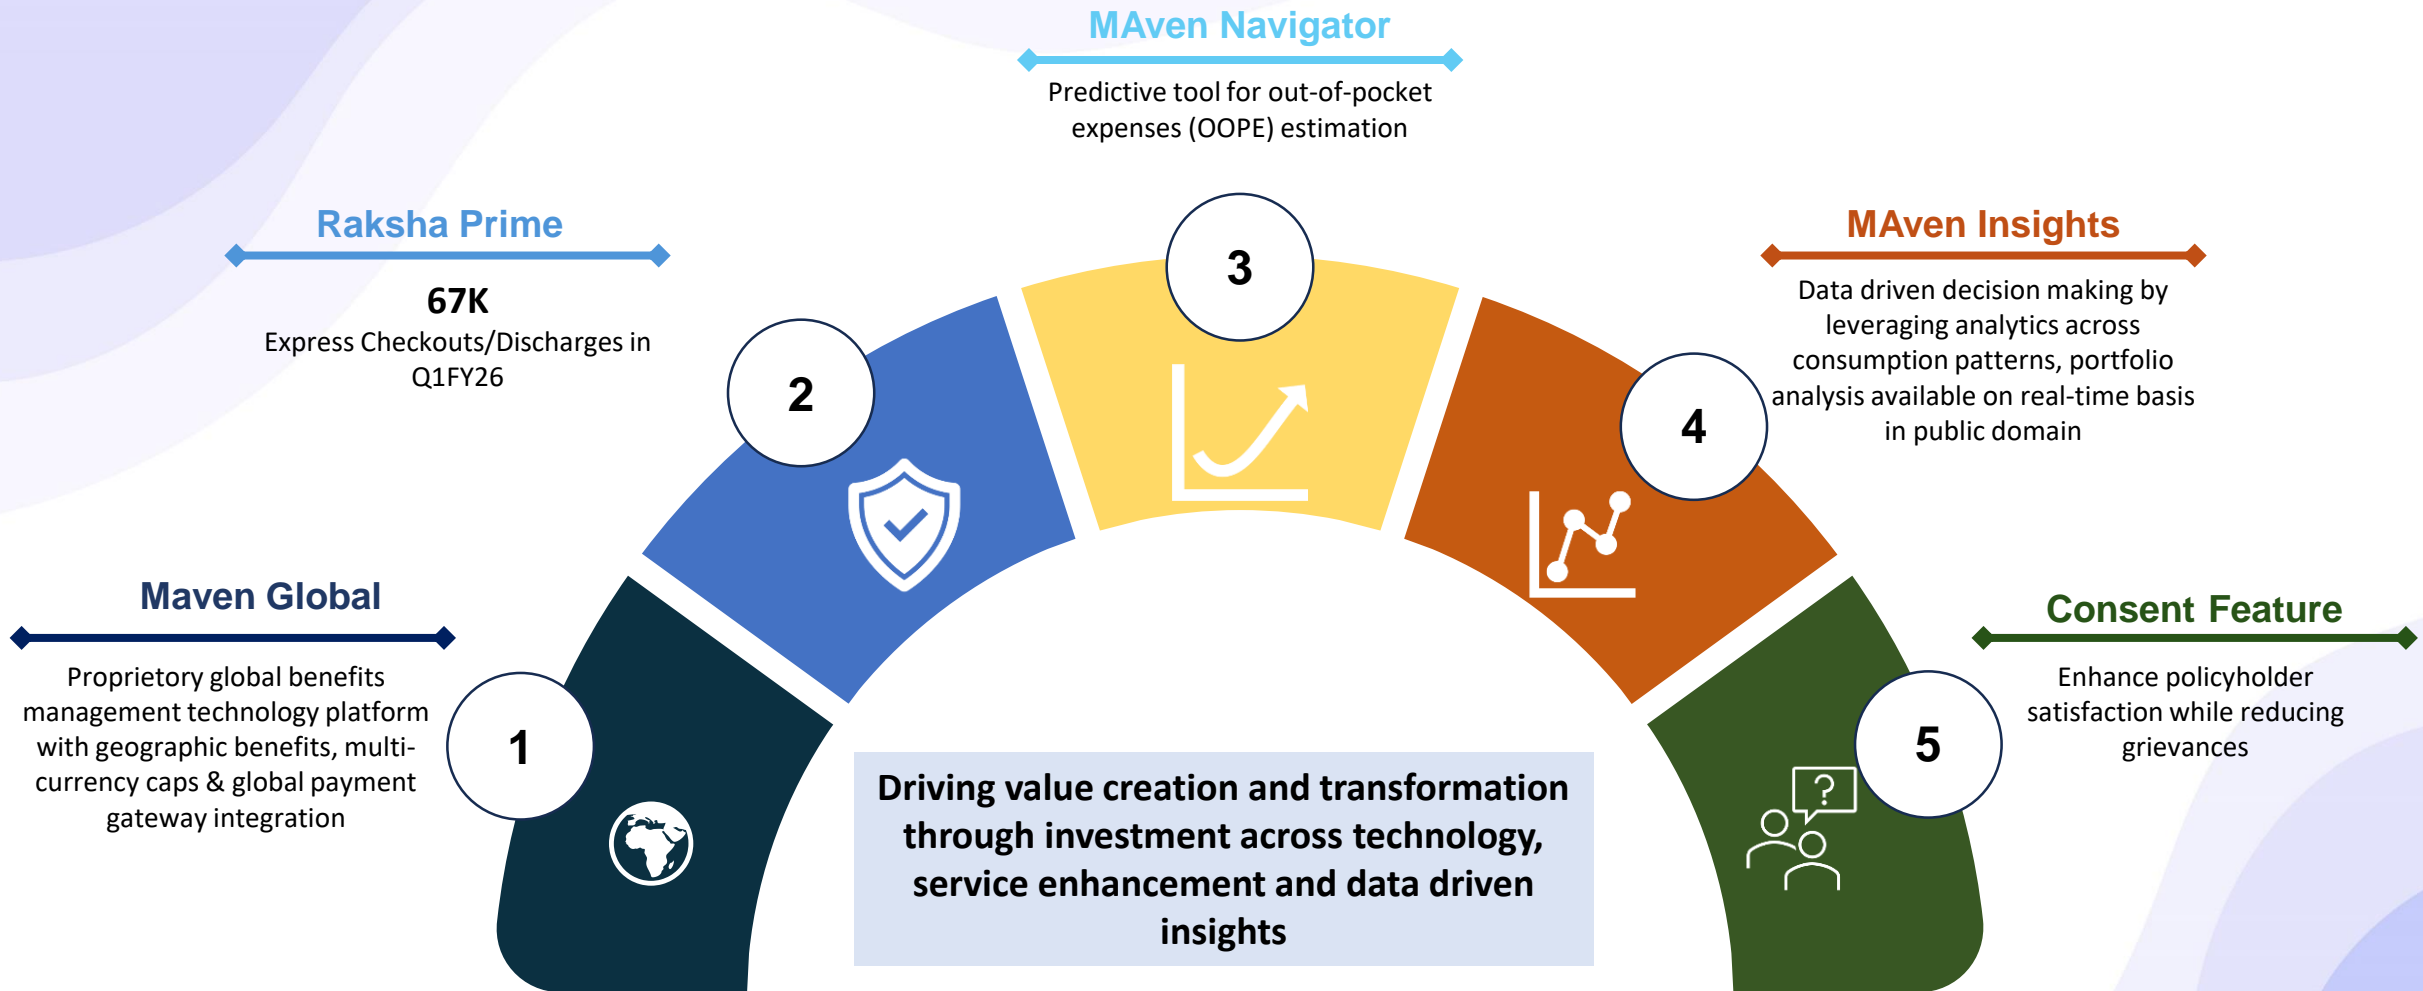 MAven Navigator
Predictive tool for out-of-pocket
expenses (OOPE) estimation
Raksha Prime
67K
Express Checkouts/Discharges in
Q1FY26
MAven Insights
Data driven decision making by
leveraging analytics across
consumption patterns, portfolio
analysis available on real-time basis
in public domain
Maven Global
Proprietory global benefits
management technology platform
with geographic benefits, multi-
currency caps & global payment
gateway integration
Consent Feature
Enhance policyholder
satisfaction while reducing
grievances
1
2
3
4
5
?
Driving value creation and transformation
through investment across technology,
service enhancement and data driven
insights